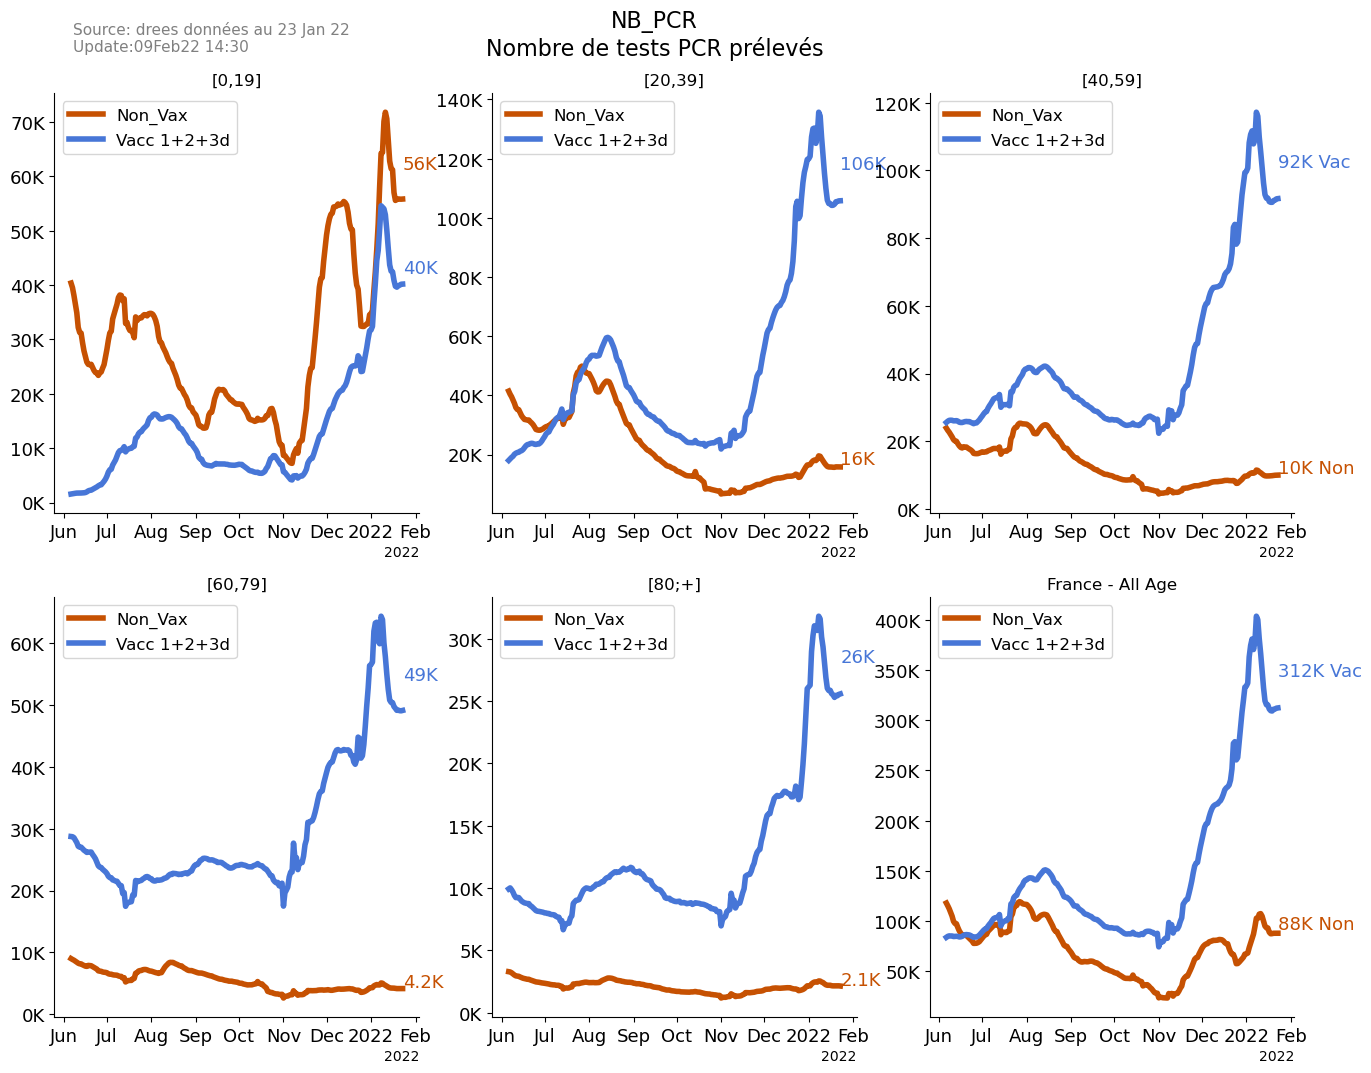 Source: drees données au 23 Jan 22
Update:09Feb22 14:30
NB_PCR
Nombre de tests PCR prélevés
[0,19]
Non_Vax
Vacc 1+2+3d
70K
60K
50K
40K
30K
20K
10K
0K
56K
40K
Jun Jul Aug Sep Oct Nov Dec 2022 Feb
2022
[20,39]
Non_Vax
Vacc 1+2+3d
140K
120K
100K
80K
60K
40K
20K
106K
16K
Jun Jul Aug Sep Oct Nov Dec 2022 Feb
2022
[40,59]
Non_Vax
Vacc 1+2+3d
120K
100K
80K
60K
40K
20K
0K
92K Vac
10K Non
Jun Jul Aug Sep Oct Nov Dec 2022 Feb
2022
[60,79]
Non_Vax
Vacc 1+2+3d
60K
50K
40K
30K
20K
10K
0K
49K
4.2K
Jun Jul Aug Sep Oct Nov Dec 2022 Feb
2022
[80;+]
Non_Vax
Vacc 1+2+3d
30K
25K
20K
15K
10K
5K
0K
26K
2.1K
Jun Jul Aug Sep Oct Nov Dec 2022 Feb
2022
France - All Age
Non_Vax
Vacc 1+2+3d
400K
350K
300K
250K
200K
150K
100K
50K
312K Vac
88K Non
Jun Jul Aug Sep Oct Nov Dec 2022 Feb
2022